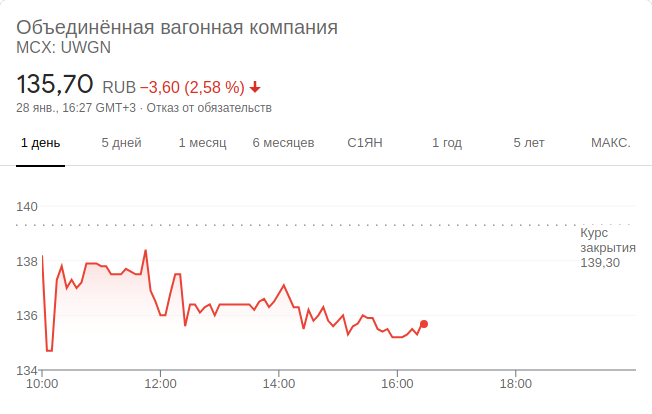 Объединённая вагонная компания
MCX: UWGN
135,70 RUB −3,60 (2,58 %)
28 янв., 16:27 GMT+3 · Отказ от обязательств
1 день 5 дней 1 месяц 6 месяцев С1ЯН 1 год 5 лет МАКС.
140
Курс
закрытия
139,30
138
136
134
10:00 12:00 14:00 16:00 18:00